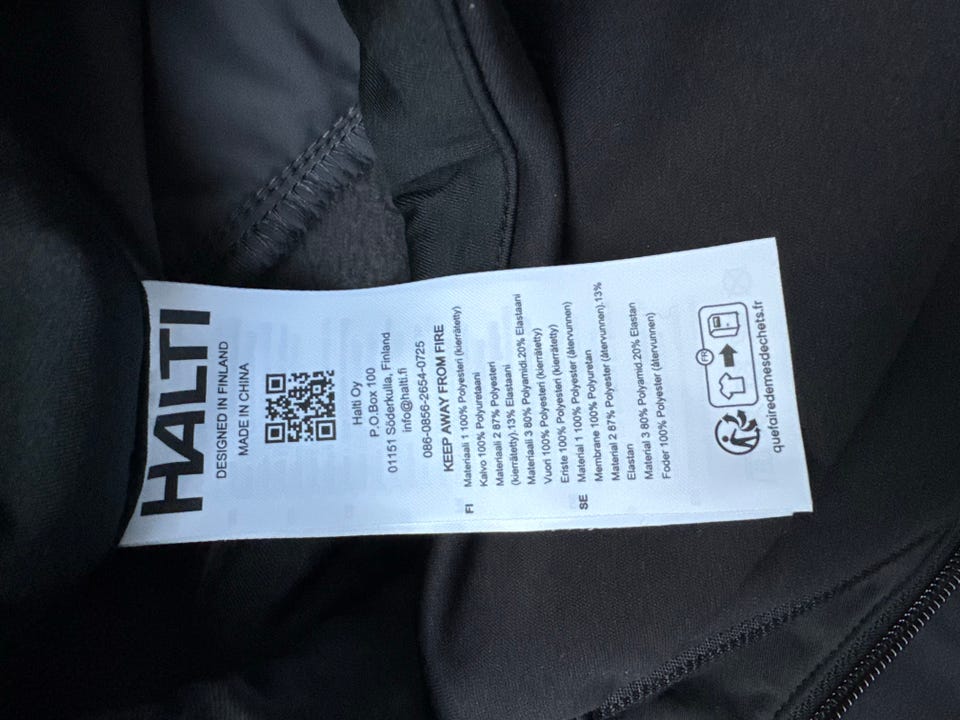 HALTI
DESIGNED IN FINLAND
MADE IN CHINA
Halti Oy
P.O.Box 100
01151 Söderkulla, Finland
info@halti.fi
086-0856-2654-0725
KEEP AWAY FROM FIRE
FI Materiaali 1 100% Polyesteri (kierrätetty)
Kalvo 100% Polyuretaani
Materiaali 2 87% Polyesteri
(kierrätetty).13% Elastaani
Materiaali 3 80% Polyamidi.20% Elastaani
Vuori 100% Polyesteri (kierrätetty)
Eriste 100% Polyesteri (kierrätetty)
SE Material 1 100% Polyester (återvunnen)
Membrane 100% Polyuretan
Material 2 87% Polyester (återvunnen).13%
Elastan
Material 3 80% Polyamid.20% Elastan
Foder 100% Polyester (återvunnen)
FR
quefairedemesdechets.fr